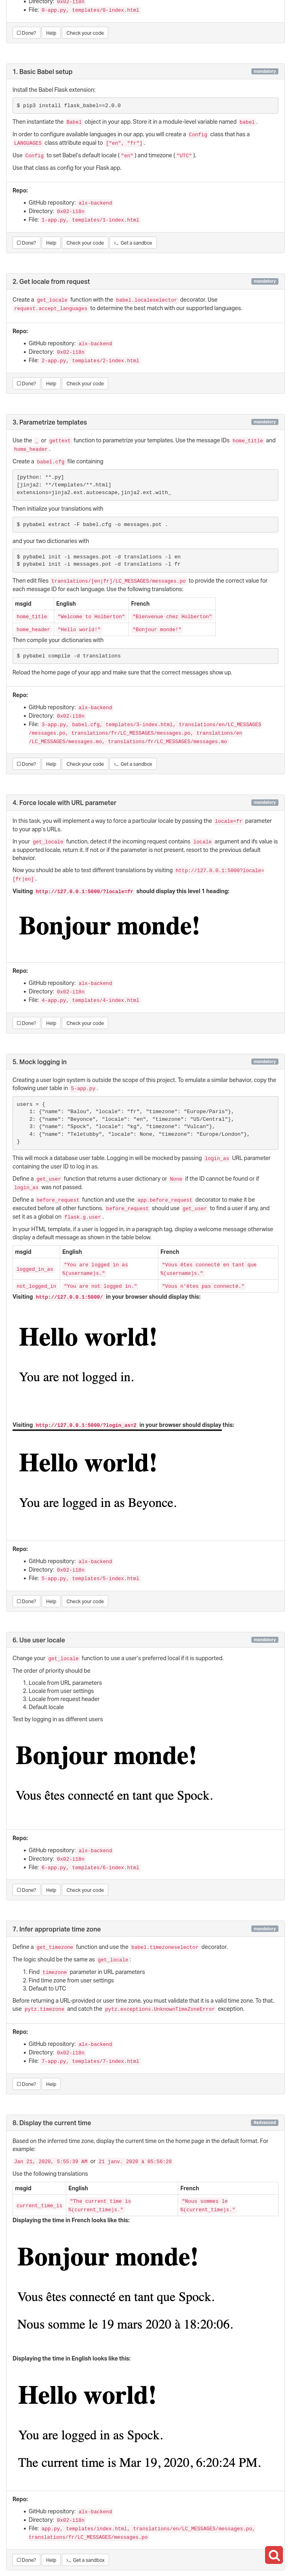 Directory: 0x02-i18n
File: 0-app.py, templates/0-index.html
Done? Help Check your code
1. Basic Babel setup mandatory
Install the Babel Flask extension:
$ pip3 install flask_babel==2.0.0
Then instantiate the Babel object in your app. Store it in a module-level variable named babel.
In order to configure available languages in our app, you will create a Config class that has a
LANGUAGES class attribute equal to ["en", "fr"].
Use Config to set Babel's default locale ("en") and timezone ("UTC").
Use that class as config for your Flask app.
Repo:
GitHub repository: alx-backend
Directory: 0x02-i18n
File: 1-app.py, templates/1-index.html
Done? Help Check your code >_ Get a sandbox
2. Get locale from request mandatory
Create a get_locale function with the babel.localeselector decorator. Use
request.accept_languages to determine the best match with our supported languages.
Repo:
GitHub repository: alx-backend
Directory: 0x02-i18n
File: 2-app.py, templates/2-index.html
Done? Help Check your code
3. Parametrize templates mandatory
Use the _ or gettext function to parametrize your templates. Use the message IDs home_title and
home_header.
Create a babel.cfg file containing
[python: **.py]
[jinja2: **/templates/**.html]
extensions=jinja2.ext.autoescape,jinja2.ext.with_
Then initialize your translations with
$ pybabel extract -F babel.cfg -o messages.pot .
and your two dictionaries with
$ pybabel init -i messages.pot -d translations -l en
$ pybabel init -i messages.pot -d translations -l fr
Then edit files translations/[en|fr]/LC_MESSAGES/messages.po to provide the correct value for
each message ID for each language. Use the following translations:
msgid English French
home_title "Welcome to Holberton" "Bienvenue chez Holberton"
home_header "Hello world!" "Bonjour monde!"
Then compile your dictionaries with
$ pybabel compile -d translations
Reload the home page of your app and make sure that the correct messages show up.
Repo:
GitHub repository: alx-backend
Directory: 0x02-i18n
File: 3-app.py, babel.cfg, templates/3-index.html, translations/en/LC_MESSAGES
/messages.po, translations/fr/LC_MESSAGES/messages.po, translations/en
/LC_MESSAGES/messages.mo, translations/fr/LC_MESSAGES/messages.mo
Done? Help Check your code >_ Get a sandbox
4. Force locale with URL parameter mandatory
In this task, you will implement a way to force a particular locale by passing the locale=fr parameter
to your app's URLs.
In your get_locale function, detect if the incoming request contains locale argument and ifs value is
a supported locale, return it. If not or if the parameter is not present, resort to the previous default
behavior.
Now you should be able to test different translations by visiting http://127.0.0.1:5000?locale=
[fr|en].
Visiting http://127.0.0.1:5000/?locale=fr should display this level 1 heading:
Bonjour monde!
Repo:
GitHub repository: alx-backend
Directory: 0x02-i18n
File: 4-app.py, templates/4-index.html
Done? Help Check your code
5. Mock logging in mandatory
Creating a user login system is outside the scope of this project. To emulate a similar behavior, copy the
following user table in 5-app.py.
users = {
1: {"name": "Balou", "locale": "fr", "timezone": "Europe/Paris"},
2: {"name": "Beyonce", "locale": "en", "timezone": "US/Central"},
3: {"name": "Spock", "locale": "kg", "timezone": "Vulcan"},
4: {"name": "Teletubby", "locale": None, "timezone": "Europe/London"},
}
This will mock a database user table. Logging in will be mocked by passing login_as URL parameter
containing the user ID to log in as.
Define a get_user function that returns a user dictionary or None if the ID cannot be found or if
login_as was not passed.
Define a before_request function and use the app.before_request decorator to make it be
executed before all other functions. before_request should use get_user to find a user if any, and
set it as a global on flask.g.user.
In your HTML template, if a user is logged in, in a paragraph tag, display a welcome message otherwise
display a default message as shown in the table below.
msgid English French
logged_in_as "You are logged in as %(username)s." "Vous êtes connecté en tant que %(username)s."
not_logged_in "You are not logged in." "Vous n'êtes pas connecté."
Visiting http://127.0.0.1:5000/ in your browser should display this:
Hello world!
You are not logged in.
Visiting http://127.0.0.1:5000/?login_as=2 in your browser should display this:
Hello world!
You are logged in as Beyonce.
Repo:
GitHub repository: alx-backend
Directory: 0x02-i18n
File: 5-app.py, templates/5-index.html
Done? Help Check your code
6. Use user locale mandatory
Change your get_locale function to use a user's preferred local if it is supported.
The order of priority should be
1. Locale from URL parameters
2. Locale from user settings
3. Locale from request header
4. Default locale
Test by logging in as different users
Bonjour monde!
Vous êtes connecté en tant que Spock.
Repo:
GitHub repository: alx-backend
Directory: 0x02-i18n
File: 6-app.py, templates/6-index.html
Done? Help Check your code
7. Infer appropriate time zone mandatory
Define a get_timezone function and use the babel.timezoneselector decorator.
The logic should be the same as get_locale:
1. Find timezone parameter in URL parameters
2. Find time zone from user settings
3. Default to UTC
Before returning a URL-provided or user time zone, you must validate that it is a valid time zone. To that,
use pytz.timezone and catch the pytz.exceptions.UnknownTimeZoneError exception.
Repo:
GitHub repository: alx-backend
Directory: 0x02-i18n
File: 7-app.py, templates/7-index.html
Done? Help
8. Display the current time #advanced
Based on the inferred time zone, display the current time on the home page in the default format. For
example:
Jan 21, 2020, 5:55:39 AM or 21 janv. 2020 à 05:56:28
Use the following translations
msgid English French
current_time_is "The current time is %(current_time)s." "Nous sommes le %(current_time)s."
Displaying the time in French looks like this:
Bonjour monde!
Vous êtes connecté en tant que Spock.
Nous somme le 19 mars 2020 à 18:20:06.
Displaying the time in English looks like this:
Hello world!
You are logged in as Spock.
The current time is Mar 19, 2020, 6:20:24 PM.
Repo:
GitHub repository: alx-backend
Directory: 0x02-i18n
File: app.py, templates/index.html, translations/en/LC_MESSAGES/messages.po,
translations/fr/LC_MESSAGES/messages.po
Done? Help >_ Get a sandbox